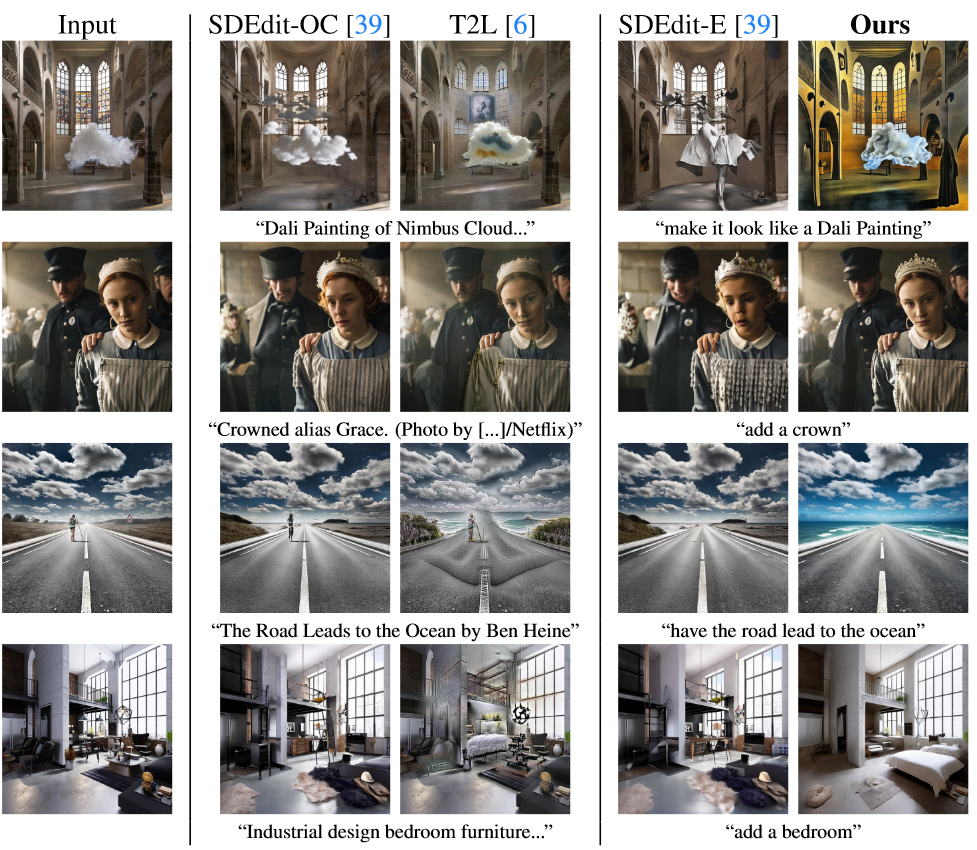 Input SDEdit-OC [39] T2L [6] SDEdit-E [39] Ours
“Dali Painting of Nimbus Cloud...” “make it look like a Dali Painting”
“Crowned alias Grace. (Photo by [...]/Netflix)” “add a crown”
“The Road Leads to the Ocean by Ben Heine” “have the road lead to the ocean”
“Industrial design bedroom furniture...” “add a bedroom”